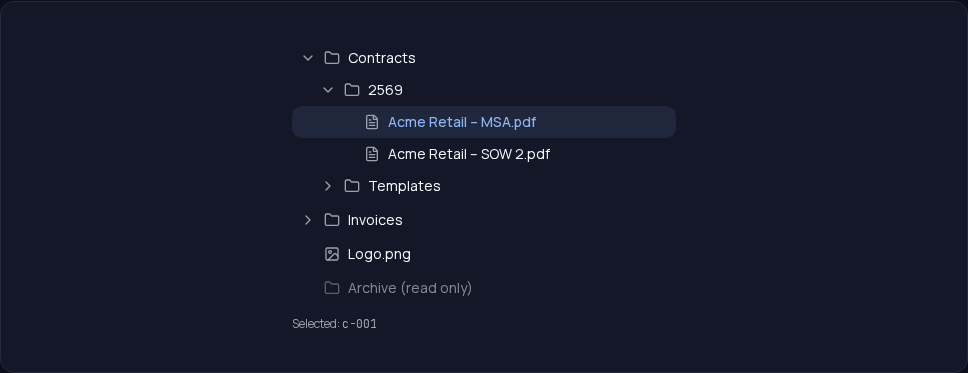 Contracts
2569
Acme Retail – MSA.pdf
Acme Retail – SOW 2.pdf
Templates
Invoices
Logo.png
Archive (read only)
Selected: c-001